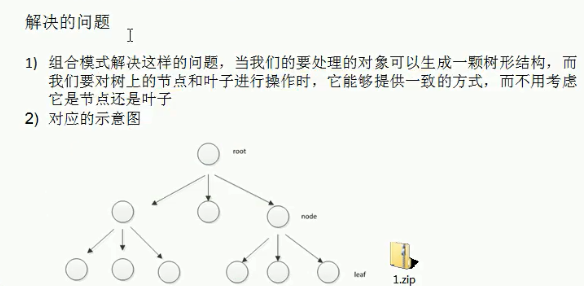 解决的问题
1) 组合模式解决这样的问题，当我们的要处理的对象可以生成一颗树形结构，而
我们要对树上的节点和叶子进行操作时，它能够提供一致的方式，而不用考虑
它是节点还是叶子
2) 对应的示意图
root
node
leaf
1.zip